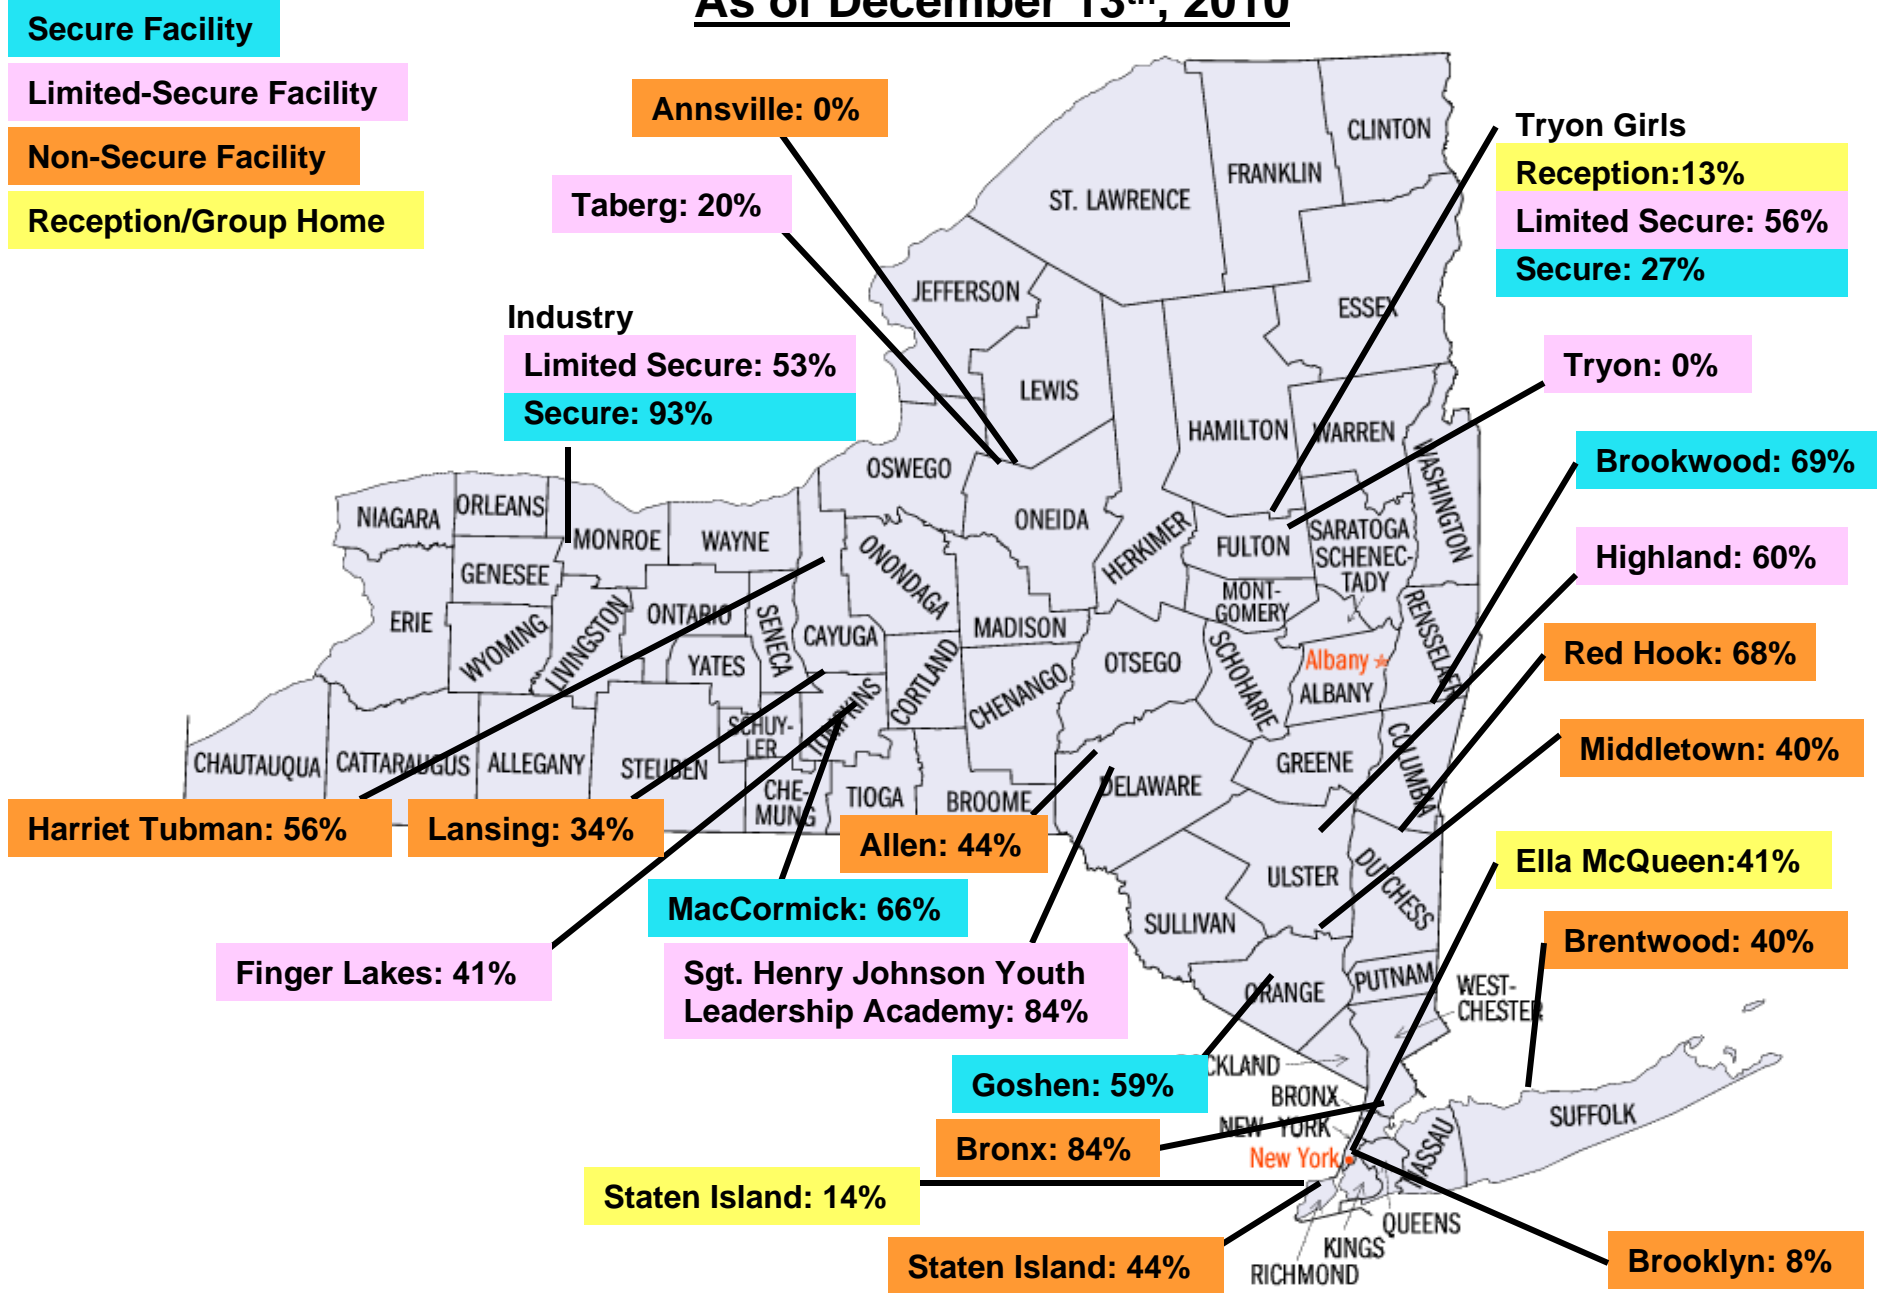 As of December 13th, 2010
Secure Facility
Limited-Secure Facility
Non-Secure Facility
Reception/Group Home
Annsville: 0%
Taberg: 20%
Industry
Limited Secure: 53%
Secure: 93%
Tryon Girls
Reception:13%
Limited Secure: 56%
Secure: 27%
Tryon: 0%
Brookwood: 69%
Highland: 60%
Red Hook: 68%
Middletown: 40%
Ella McQueen:41%
Brentwood: 40%
Harriet Tubman: 56%
Lansing: 34%
Allen: 44%
MacCormick: 66%
Finger Lakes: 41%
Sgt. Henry Johnson Youth
Leadership Academy: 84%
Goshen: 59%
Bronx: 84%
Staten Island: 14%
Staten Island: 44%
Brooklyn: 8%
CLINTON
FRANKLIN
ST. LAWRENCE
JEFFERSON
ESSEX
LEWIS
HAMILTON
WARREN
WASHINGTON
OSWEGO
ONEIDA
HERKIMER
FULTON
SARATOGA
SCHENEC-
TADY
MONT-
GOMERY
NIAGARA
ORLEANS
MONROE
WAYNE
GENESEE
ERIE
WYOMING
LIVINGSTON
ONTARIO
YATES
SENECA
CAYUGA
ONONDAGA
MADISON
CORTLAND
CHENANGO
OTSEGO
SCHOHARIE
Albany
ALBANY
RENSSELAER
CHAUTAUQUA
CATTARAUGUS
ALLEGANY
STEUBEN
SCHUY-
LER
TOMPKINS
CHE-
MUNG
TIOGA
BROOME
DELAWARE
GREENE
COLUMBIA
ULSTER
DUTCHESS
SULLIVAN
ORANGE
PUTNAM
WEST-
CHESTER
CKLAND
BRONX
NEW YORK
New York
NASSAU
SUFFOLK
QUEENS
KINGS
RICHMOND